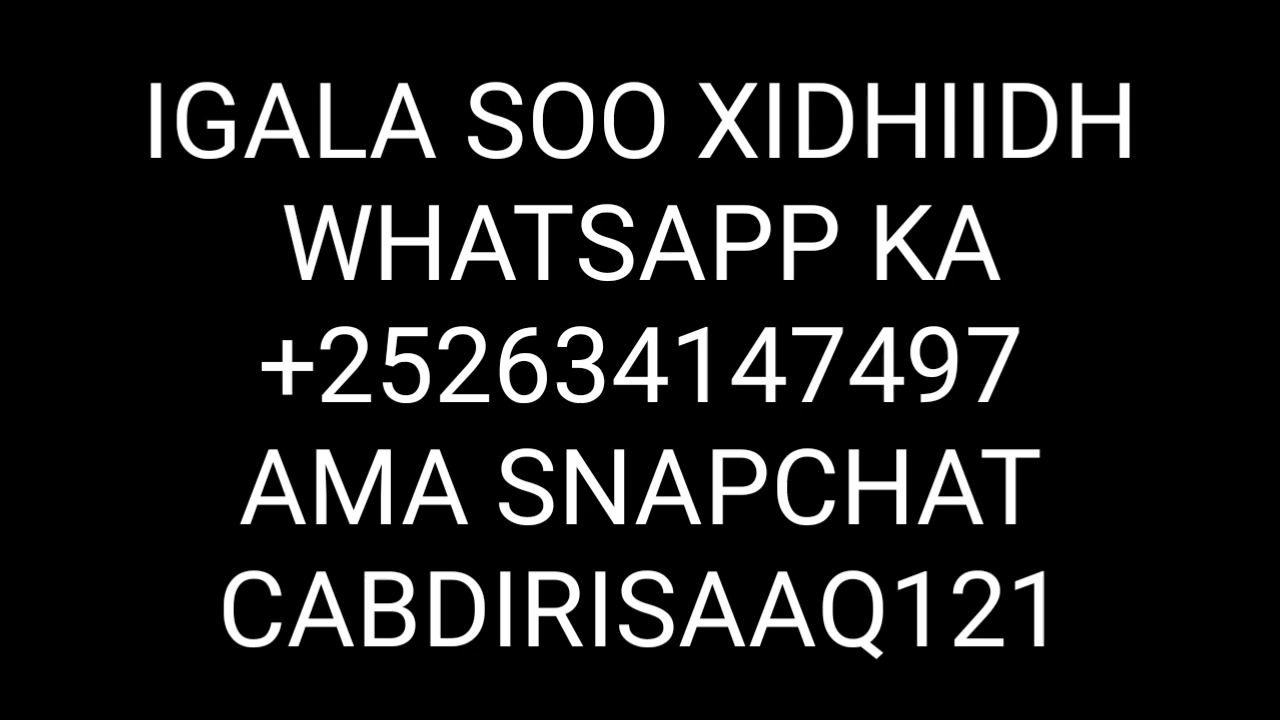 IGALA SOO XIDHIIDH
WHATSAPP KA
+252634147497
AMA SNAPCHAT
CABDIRISAAQ121